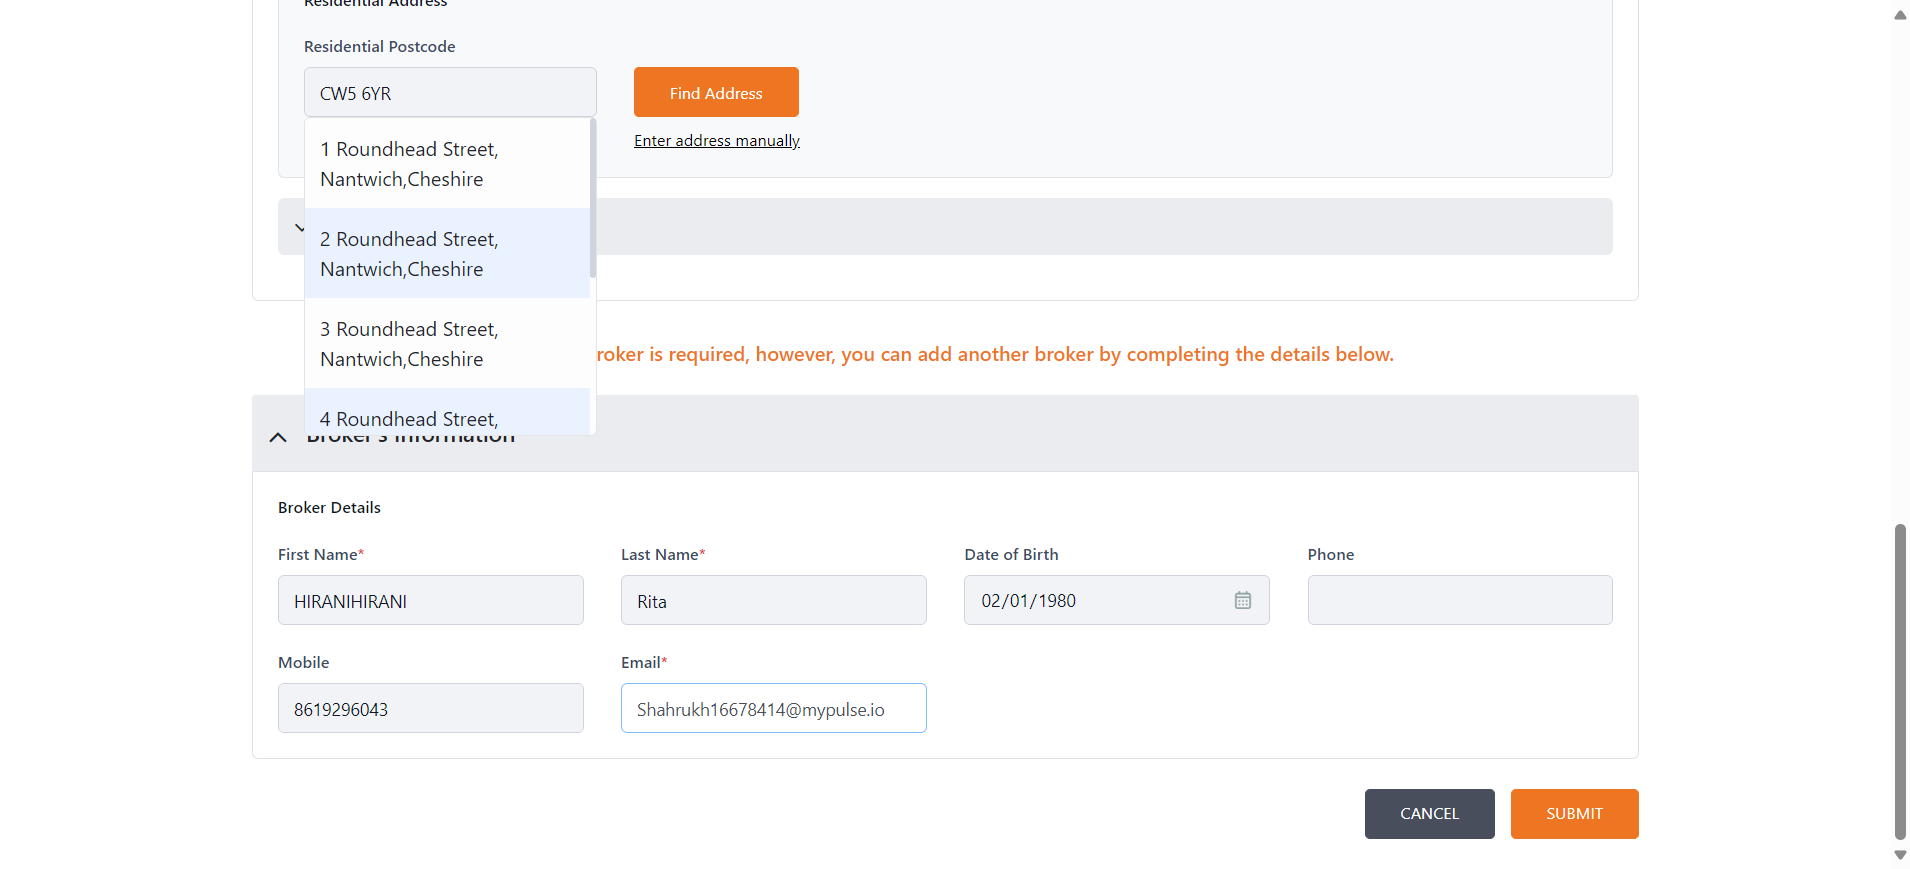 Residential Address
Residential Postcode
CW5 6YR
Find Address
Enter address manually
1 Roundhead Street,
Nantwich,Cheshire
2 Roundhead Street,
Nantwich,Cheshire
3 Roundhead Street,
Nantwich,Cheshire
4 Roundhead Street,
roker is required, however, you can add another broker by completing the details below.
Broker's Information
Broker Details
First Name*
Last Name*
Date of Birth
Phone
HIRANIHIRANI
Rita
02/01/1980
Mobile
Email*
8619296043
Shahrukh16678414@mypulse.io
CANCEL
SUBMIT